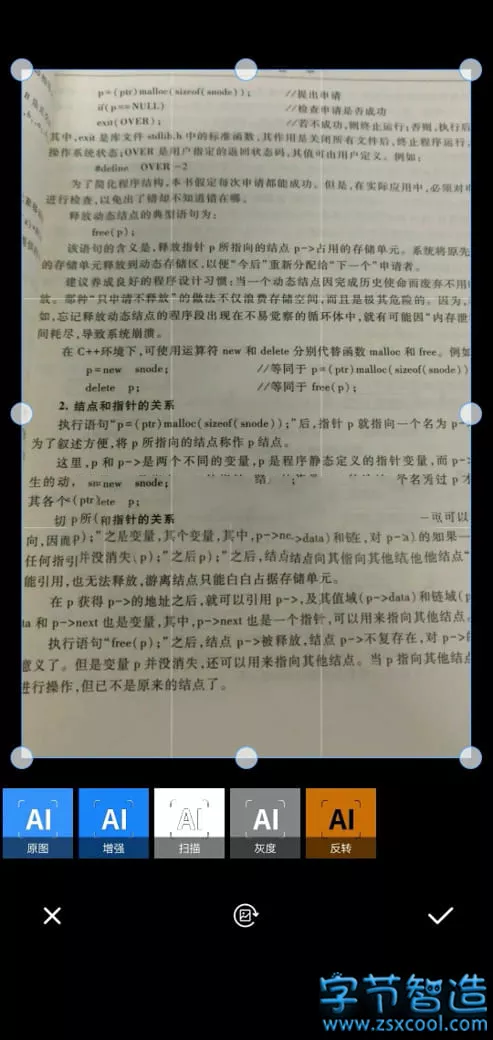 p=(ptr)malloc(sizeof(snode)); //提出申请
if(p==NULL) //检查申请是否成功
exit(OVER); //若不成功,则终止运行;否则,执行后
其中,exit 是库文件 stdlib.h 中的标准函数,其作用是关闭所有文件后,终止程序运行,
操作系统状态;OVER 是用户指定的返回状态码,其值可由用户定义。例如:
#define OVER -2
为了简化程序结构,本书假定每次申请都能成功。但是,在实际应用中,必须对申
进行检查,以免出了错却不知道错在哪。
释放动态结点的典型语句为:
free(p);
该语句的含义是,释放指针 p 所指向的结点 p->占用的存储单元。系统将原先
的存储单元释放到动态存储区,以便“今后”重新分配给“下一个”申请者。
建议养成良好的程序设计习惯:当一个动态结点因完成历史使命而废弃不用
放。那种“只申请不释放”的做法不仅浪费存储空间,而且是极其危险的。因为,
如,忘记释放动态结点的程序段出现在不易察觉的循环体中,就有可能因“内存泄
间耗尽,导致系统崩溃。
在 C++环境下,可使用运算符 new 和 delete 分别代替函数 malloc 和 free。例如
p=new snode; //等同于 p=(ptr)malloc(sizeof(snode))
delete p; //等同于 free(p);
2. 结点和指针的关系
执行语句“p=(ptr)malloc(sizeof(snode));”后,指针 p 就指向一个名为 p-
为了叙述方便,将 p 所指向的结点称作 p 结点。
这里,p 和 p->是两个不同的变量,p 是程序静态定义的指针变量,而 p->
生的动, new snode;
其各 (ptr) lete p;
切 p 所 和指针的关系 可以
向,因 p);”之是变量,其个变量,其中,p-> >data) 和 ,对 p-> 的如果一
任何指引并没消失 p);”之后 p);”之后,结点结点向其指向其他结 他结点“
能引用,也无法释放,游离结点只能白白占据存储单元。
在 p 获得 p->的地址之后,就可以引用 p->,及其值域(p->data)和链域(p
ta 和 p->next 也是变量,其中,p->next 也是一个指针,可以用来指向其他结点。
执行语句“free(p);”之后,结点 p->被释放,结点 p->不复存在,对 p->的
意义了。但是变量 p 并没消失,还可以用来指向其他结点。当 p 指向其他结点
进行操作,但已不是原来的结点了。
AI AI AI AI AI
原图 增强 扫描 灰度 反转
字节智造
www.zsxcool.com